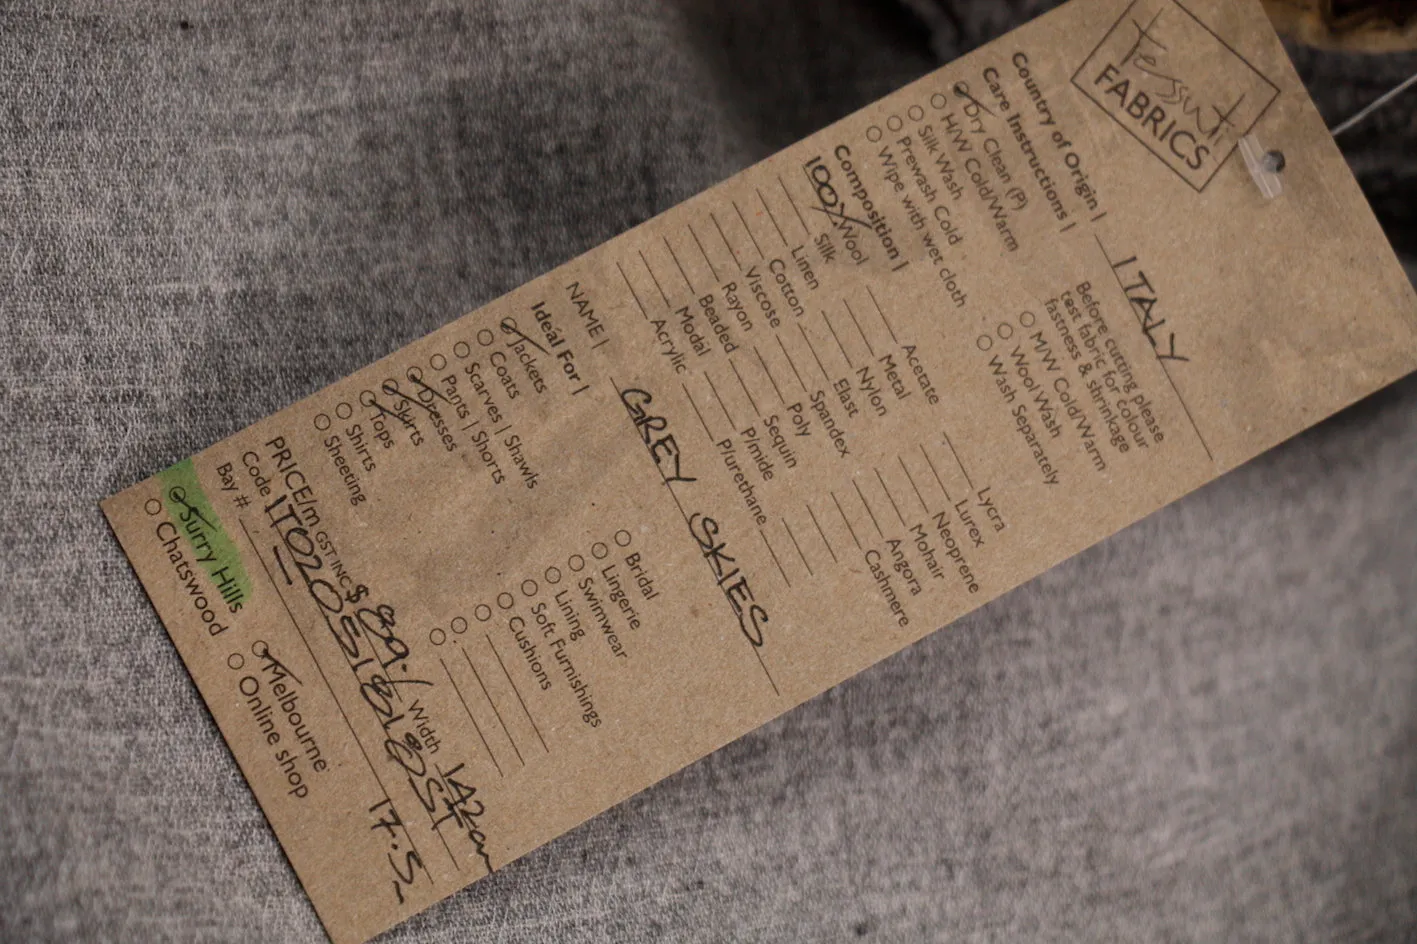 Tessuti
FABRICS
Country of Origin | ITALY
Care Instructions |
Dry Clean (P)
H/W Cold/Warm
Silk Wash
Prewash Cold
Wipe with wet cloth
Before cutting please
test fabric for colour
fastness & shrinkage
M/W Cold/Warm
Wool Wash
Wash Separately
Composition |
100% Wool
Silk
Linen
Cotton
Viscose
Rayon
Beaded
Modal
Acrylic
Acetate
Metal
Nylon
Elast
Spandex
Poly
Sequin
P/mide
P/urethane
Lycra
Lurex
Neoprene
Mohair
Angora
Cashmere
NAME | GREY SKIES
Ideal For |
Jackets
Coats
Scarves | Shawls
Pants | Shorts
Dresses
Skirts
Tops
Shirts
Sheeting
Bridal
Lingerie
Swimwear
Lining
Soft Furnishings
Cushions
PRICE/m GST INC $ 89.- Width 142cm
Code
Bay #
17.5
Surry Hills
Chatswood
Melbourne
Online shop